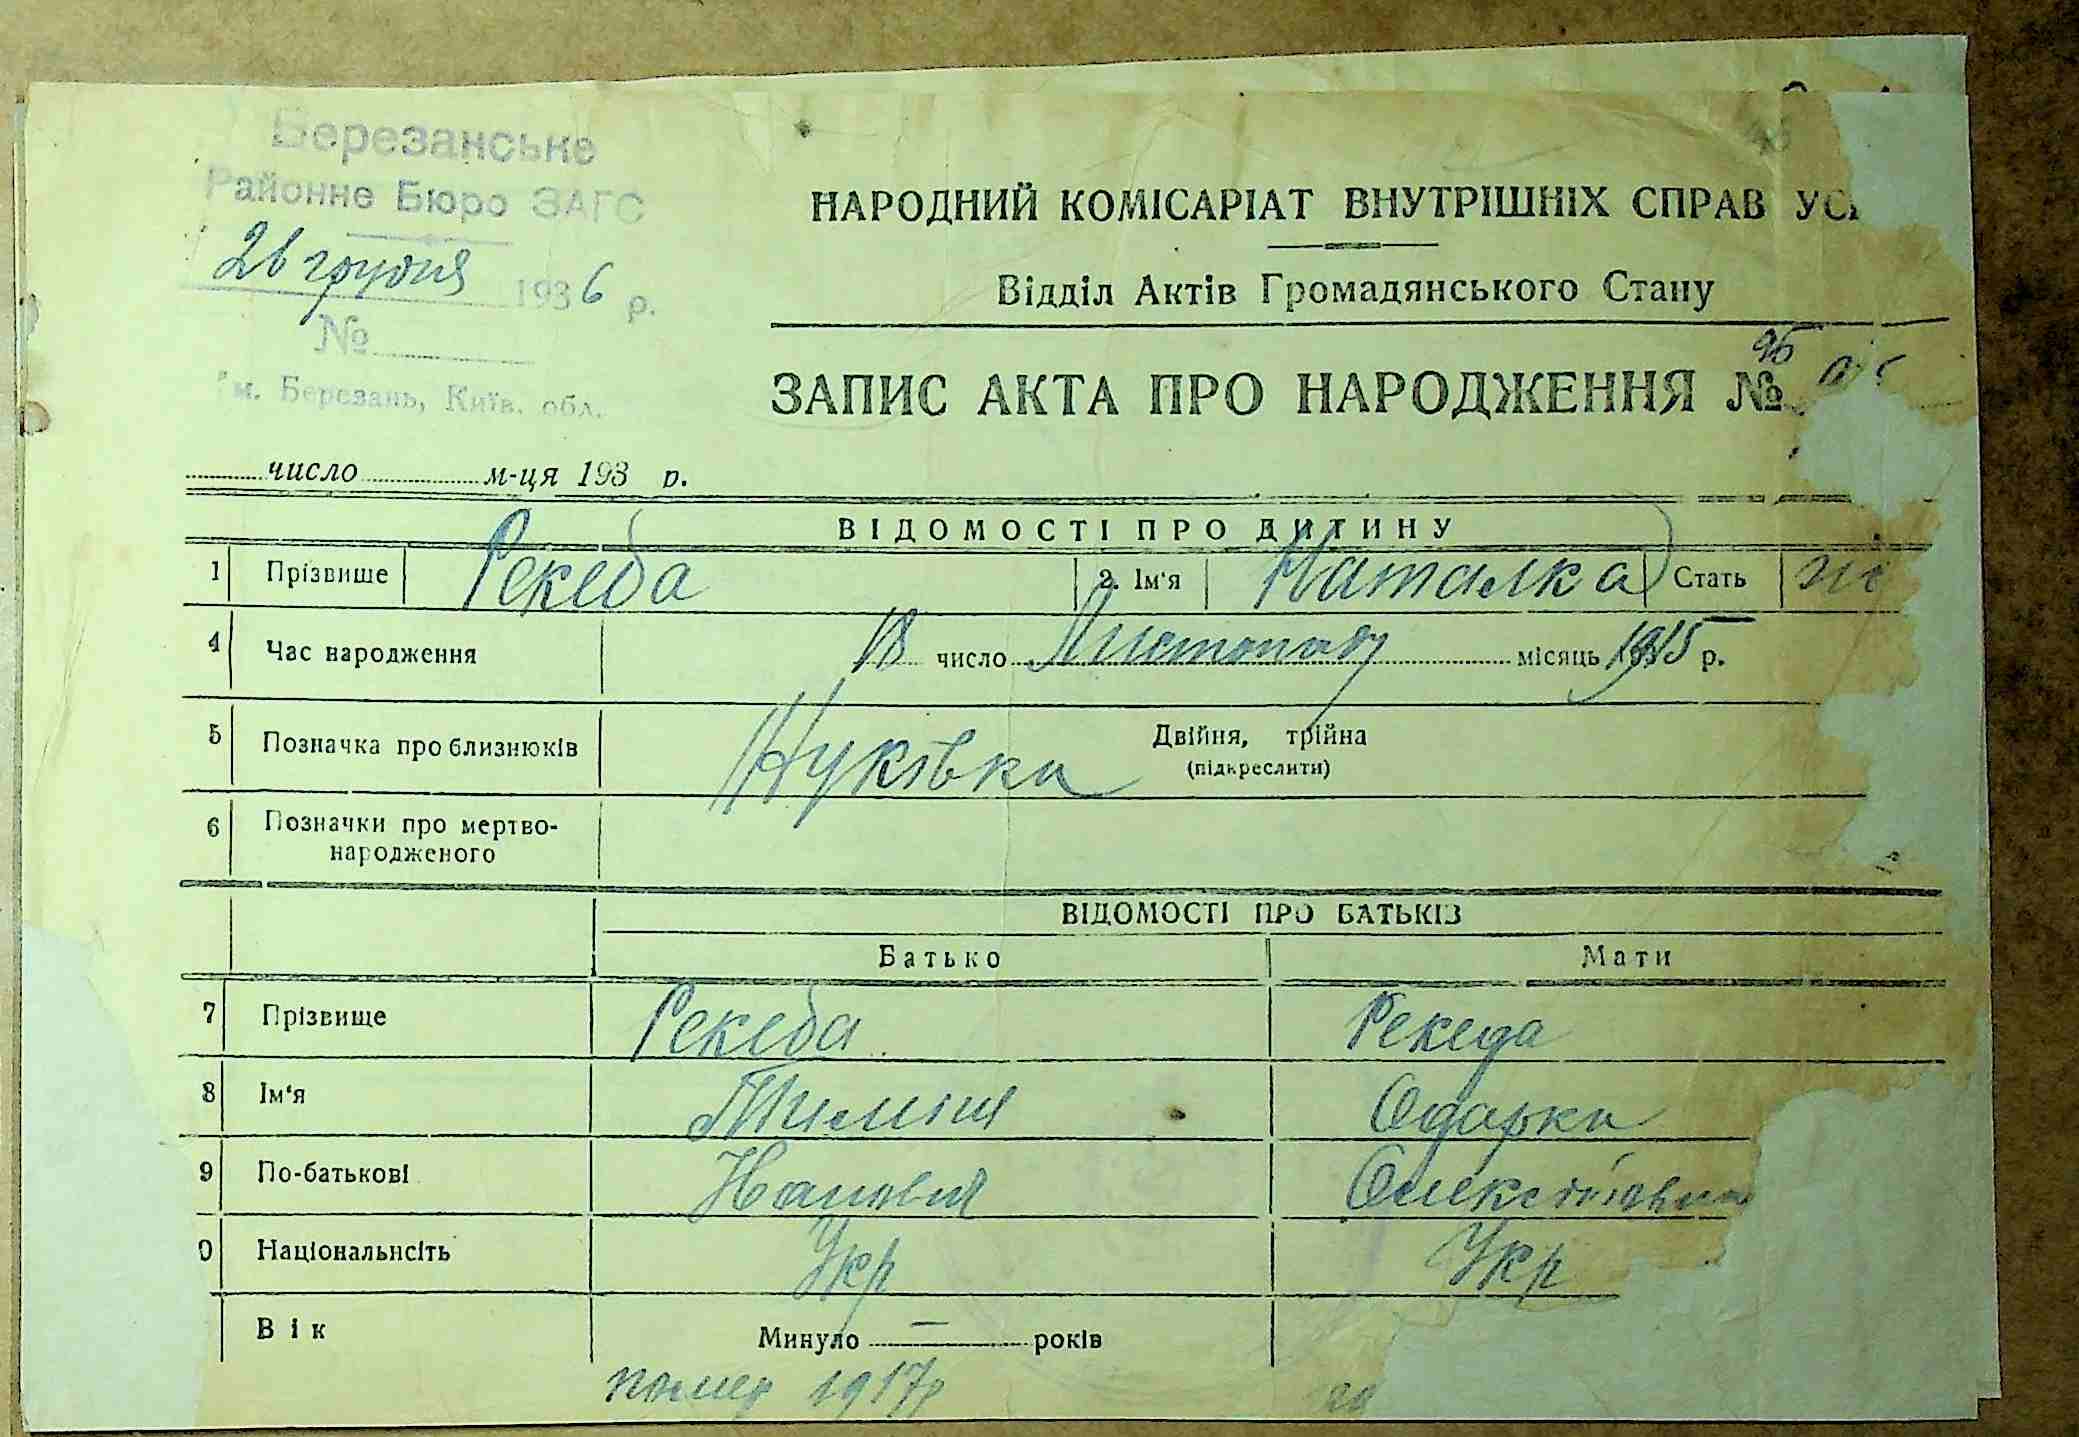 Березанське
Районне Бюро ЗАГС
26 грудня 1936 р.
№
м. Березань, Київ. обл.
НАРОДНИЙ КОМІСАРІАТ ВНУТРІШНІХ СПРАВ
Відділ Актів Громадянського Стану
95
ЗАПИС АКТА ПРО НАРОДЖЕННЯ №
число м-ця 193 р.
ВІДОМОСТІ ПРО ДИТИНУ
1 Прізвище Рекеда 2 Ім'я Наталка Стать
4 Час народження 18 число Листопаду місяць 1915 р.
5 Позначка про близнюків Жуківка Двійня, трійна
(підкреслити)
6 Позначки про мертво-
народженого
ВІДОМОСТІ ПРО БАТЬКІВ
Батько Мати
7 Прізвище Рекеда Рекеда
8 Ім'я Тиміш Одарка
9 По-батькові
0 Національність Укр Укр
Вік Минуло — років
помер 1917р